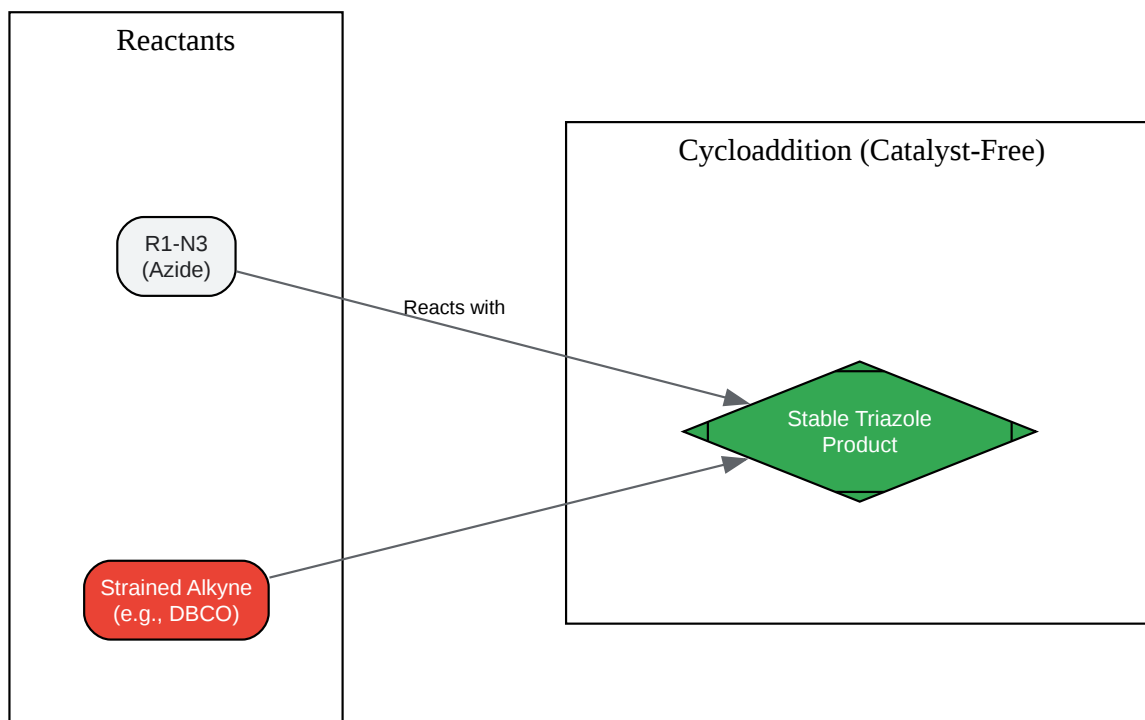 Reactants
Cycloaddition (Catalyst-Free)
R1-N3
(Azide)
Reacts with
Stable Triazole
Product
Strained Alkyne
(e.g., DBCO)